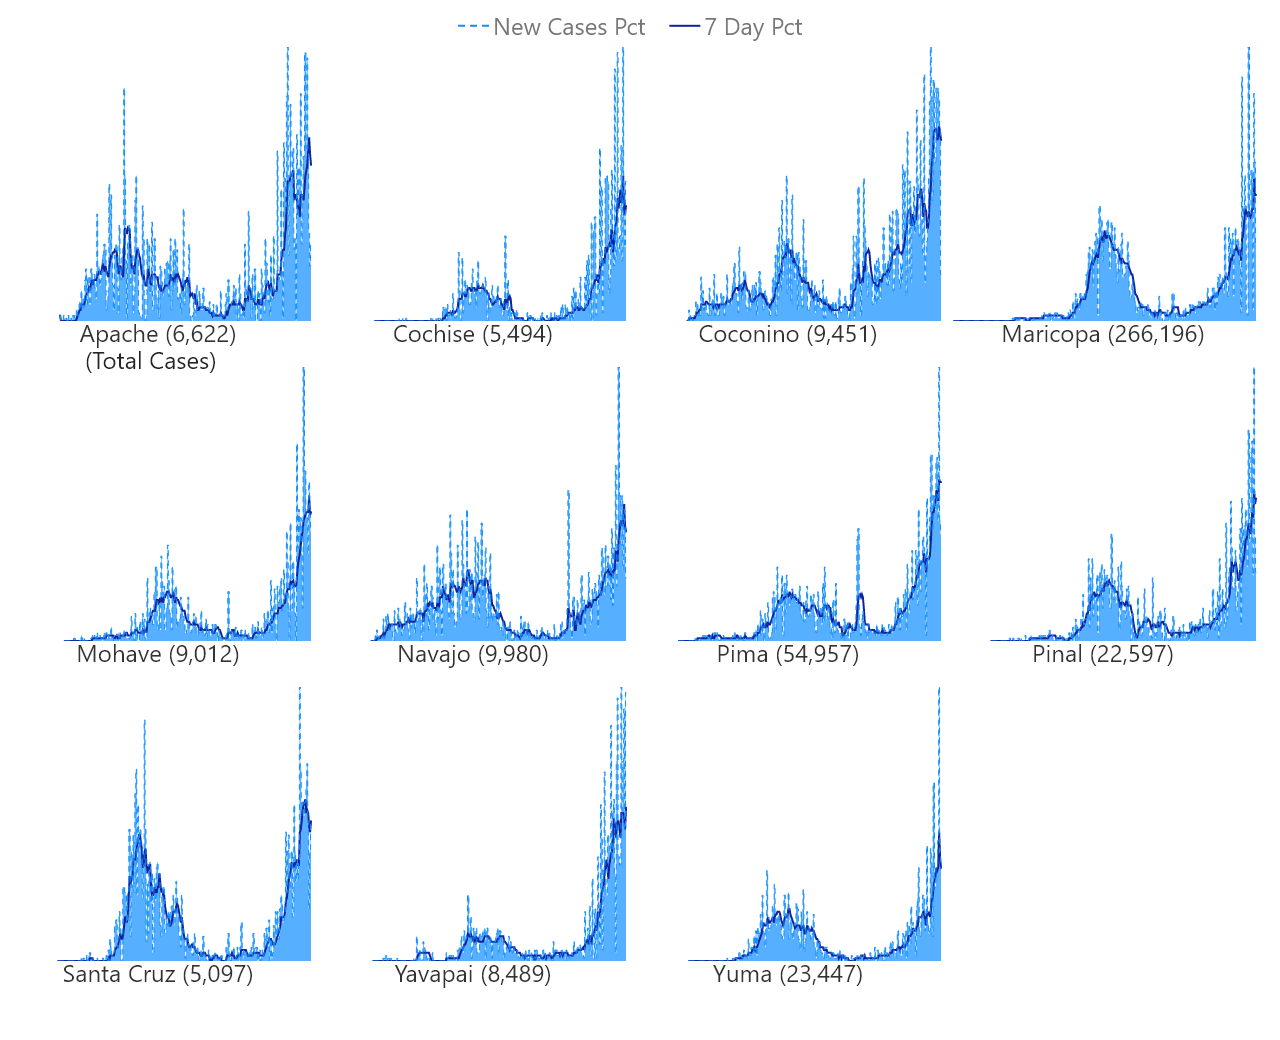 New Cases Pct 7 Day Pct
Apache (6,622)
(Total Cases)
Cochise (5,494)
Coconino (9,451)
Maricopa (266,196)
Mohave (9,012)
Navajo (9,980)
Pima (54,957)
Pinal (22,597)
Santa Cruz (5,097)
Yavapai (8,489)
Yuma (23,447)